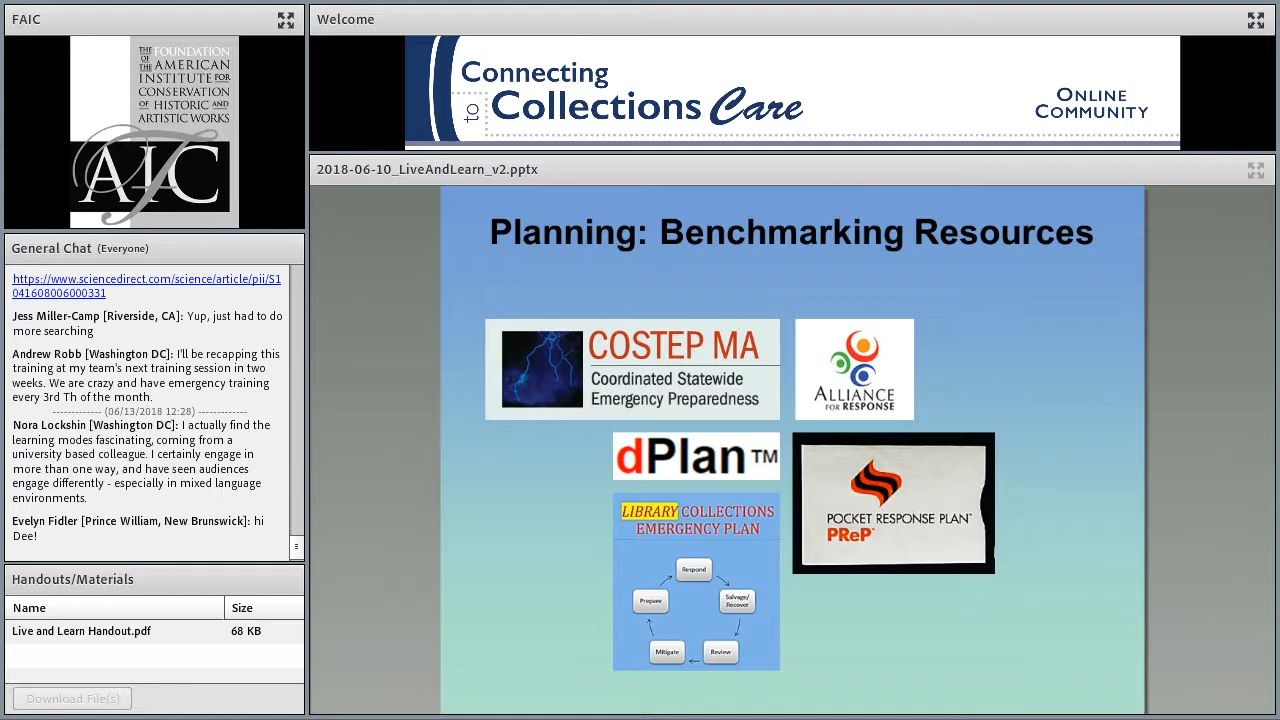 FAIC
THE FOUNDATION
OF THE AMERICAN
INSTITUTE FOR
CONSERVATION
OF HISTORIC AND
ARTISTIC WORKS
AIC
General Chat (Everyone)
https://www.sciencedirect.com/science/article/pii/S1
041608006000331
Jess Miller-Camp [Riverside, CA]: Yup, just had to do
more searching
Andrew Robb [Washington DC]: I'll be recapping this
training at my team's next training session in two
weeks. We are crazy and have emergency training
every 3rd Th of the month.
------------- (06/13/2018 12:28) -------------
Nora Lockshin [Washington DC]: I actually find the
learning modes fascinating, coming from a
university based colleague. I certainly engage in
more than one way, and have seen audiences
engage differently - especially in mixed language
environments.
Evelyn Fidler [Prince William, New Brunswick]: hi
Dee!
Handouts/Materials
Name Size
Live and Learn Handout.pdf 68 KB
Download File(s)
Welcome
Connecting
to Collections Care
ONLINE
COMMUNITY
2018-06-10_LiveAndLearn_v2.pptx
Planning: Benchmarking Resources
COSTEP MA
Coordinated Statewide
Emergency Preparedness
ALLIANCE
FOR RESPONSE
dPlan™
POCKET RESPONSE PLAN™
PReP™
LIBRARY COLLECTIONS
EMERGENCY PLAN
Respond
Prepare
Salvage/
Recover
Mitigate
Review